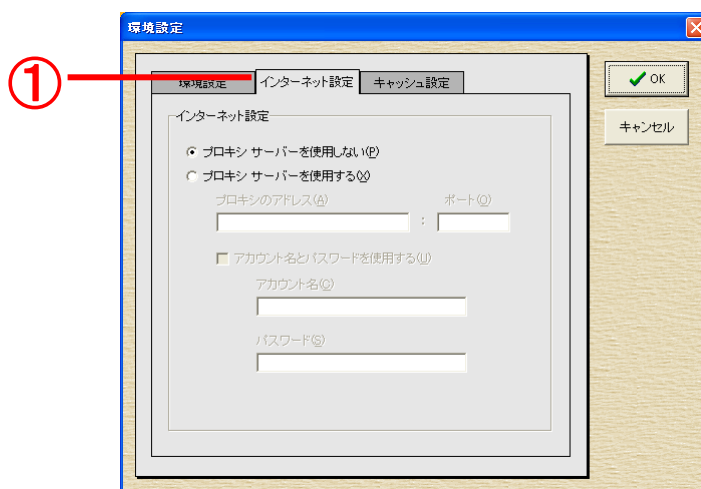 環境設定
①
環境設定 インターネット設定 キャッシュ設定
OK
キャンセル
インターネット設定
プロキシ サーバーを使用しない(P)
プロキシ サーバーを使用する(X)
プロキシのアドレス(A) ポート(O)
:
アカウント名とパスワードを使用する(U)
アカウント名(C)
パスワード(S)